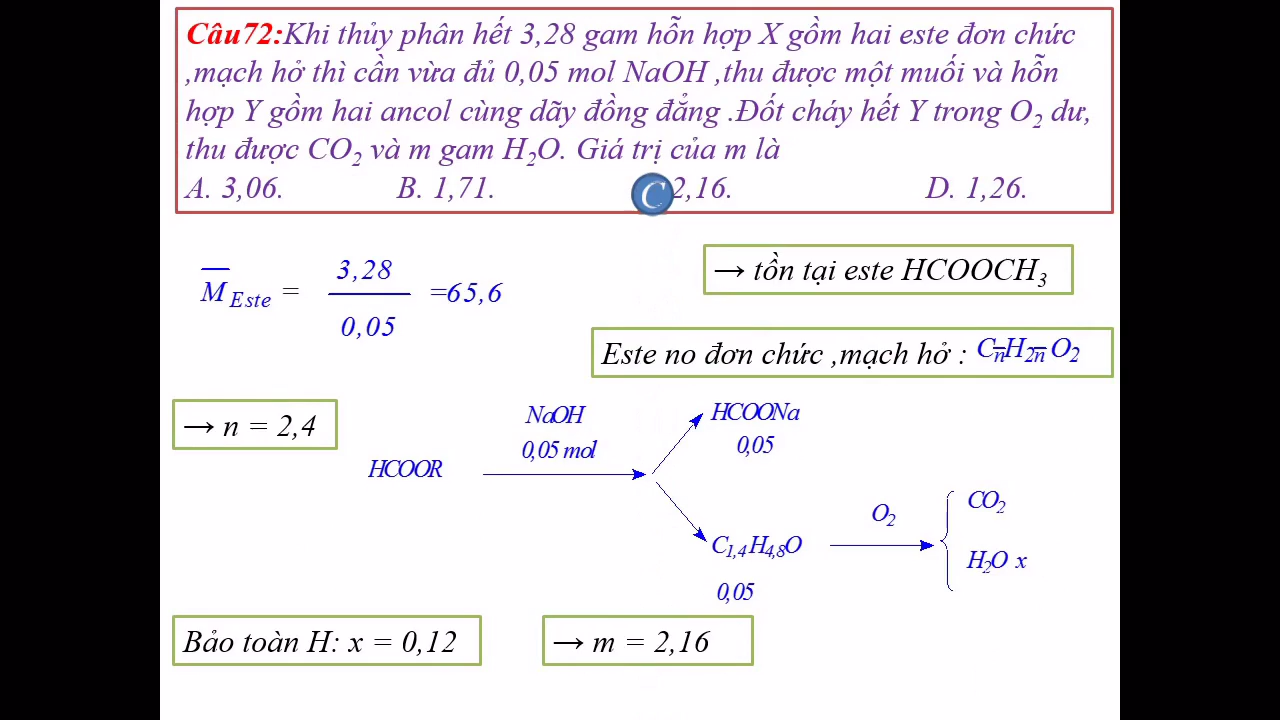 Câu72:Khi thủy phân hết 3,28 gam hỗn hợp X gồm hai este đơn chức
,mạch hở thì cần vừa đủ 0,05 mol NaOH ,thu được một muối và hỗn
hợp Y gồm hai ancol cùng dãy đồng đẳng .Đốt cháy hết Y trong O₂ dư,
thu được CO₂ và m gam H₂O. Giá trị của m là
A. 3,06. B. 1,71. C 2,16. D. 1,26.
→ tồn tại este HCOOCH₃
M̅ Este = 3,28 / 0,05 =65,6
Este no đơn chức ,mạch hở : Cn̅H2n̅O₂
→ n = 2,4
NaOH
0,05 mol
HCOONa
0,05
HCOOR
C1,4H4,8O
0,05
O₂
CO₂
H₂O x
Bảo toàn H: x = 0,12
→ m = 2,16